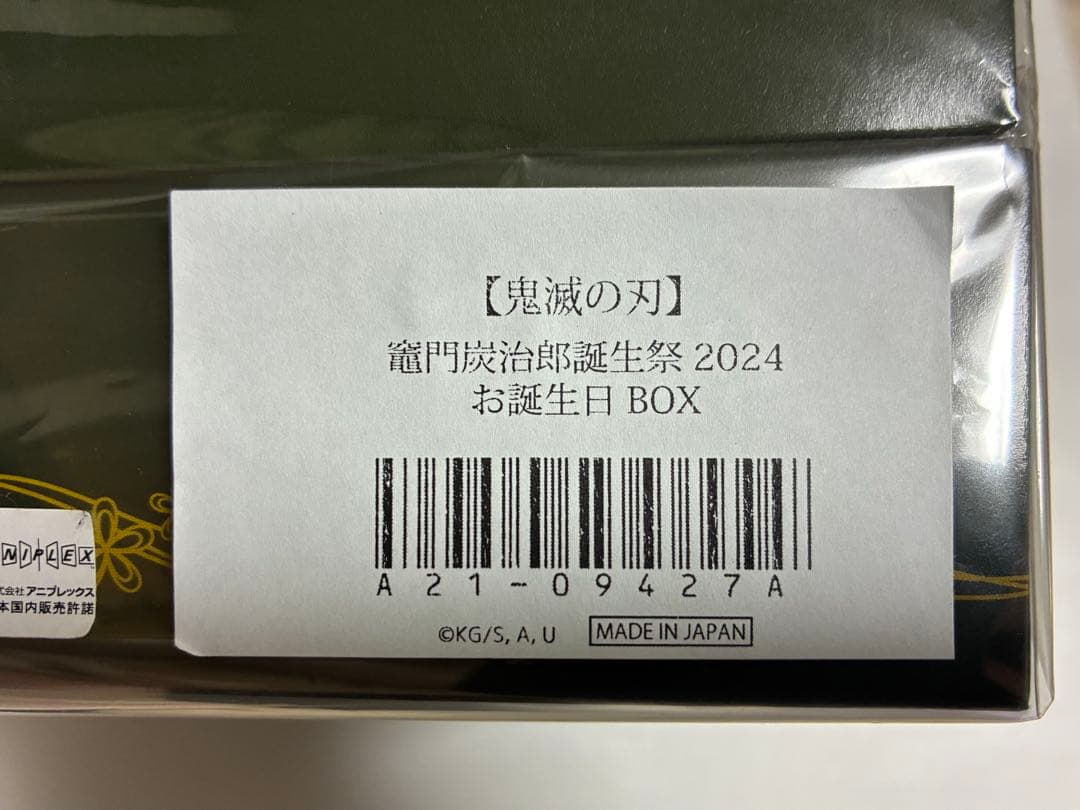 【鬼滅の刃】
竈門炭治郎誕生祭 2024
お誕生日 BOX
A21-09427A
©KG/S, A, U
MADE IN JAPAN
NIPLEX
式会社 アニプレックス
本国内販売許諾